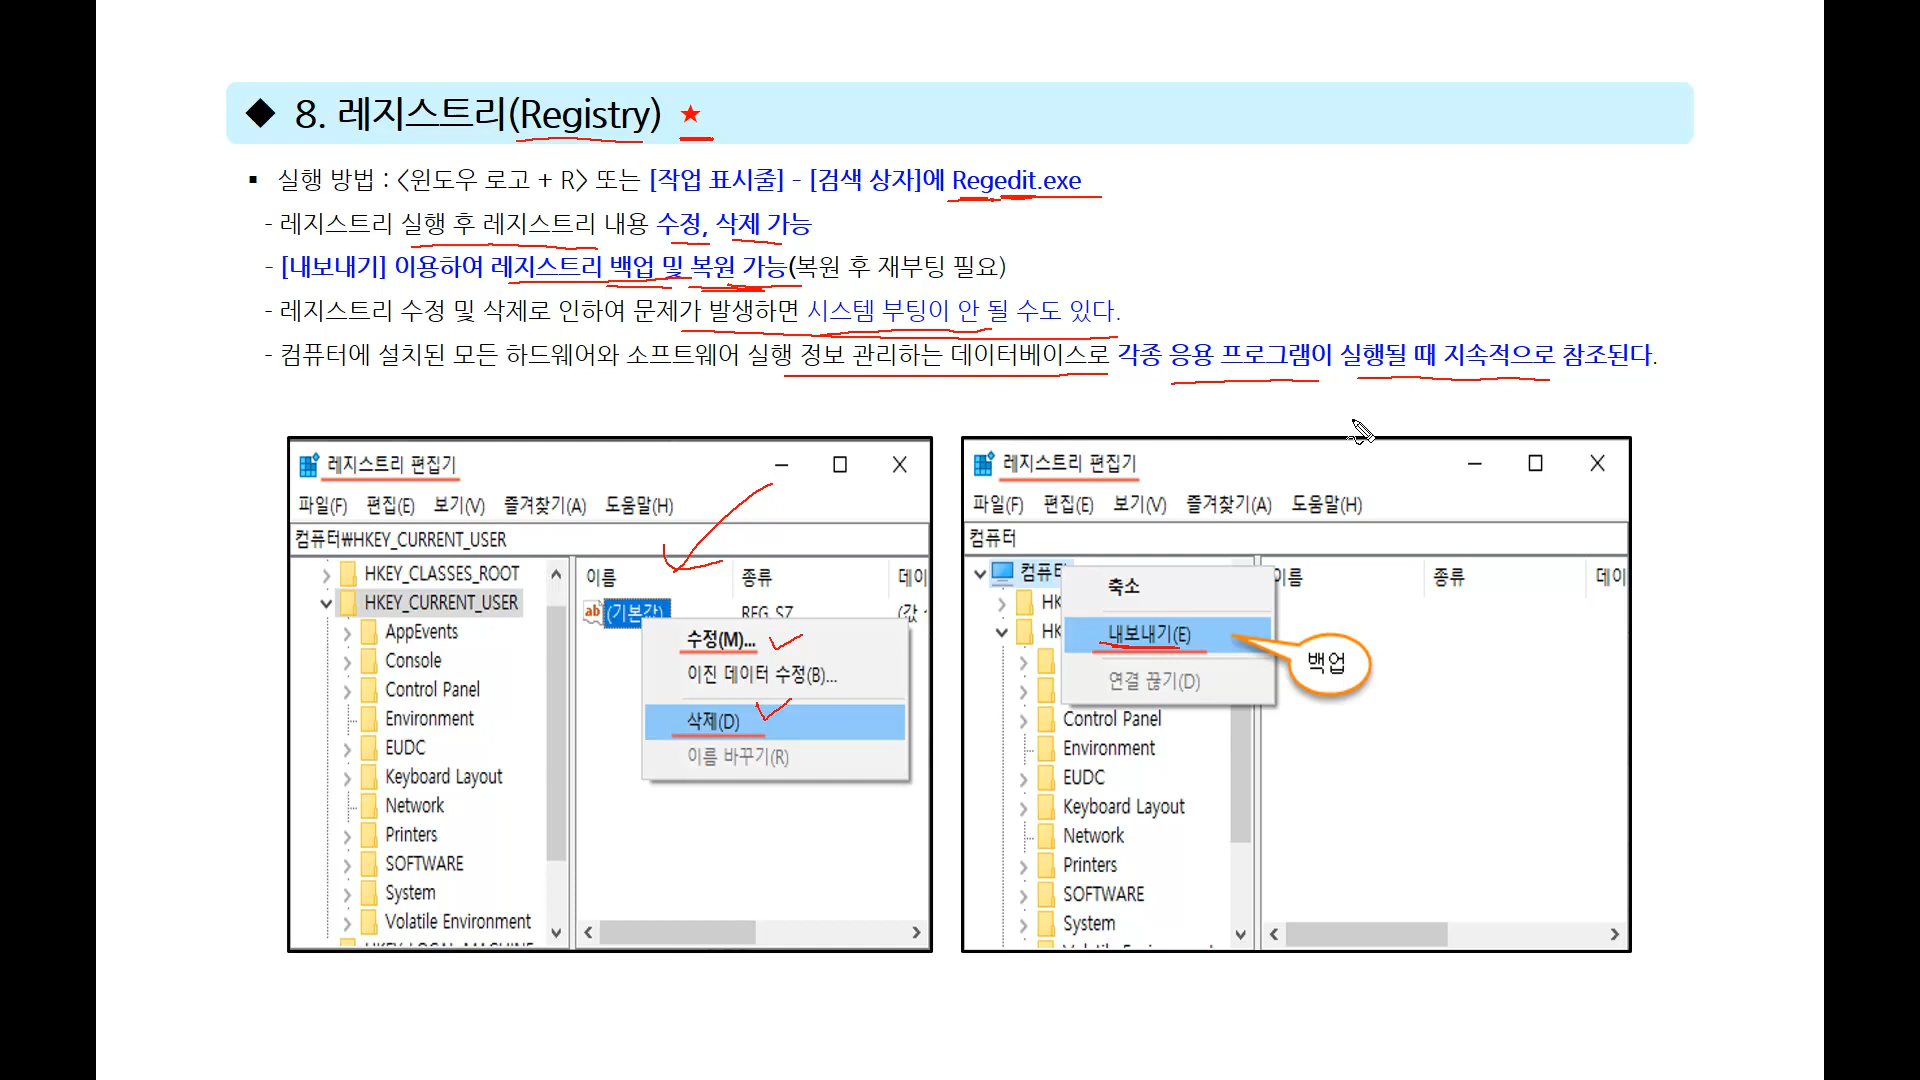 ◆ 8. 레지스트리(Registry) ★
▪ 실행 방법 : <윈도우 로고 + R> 또는 [작업 표시줄] - [검색 상자]에 Regedit.exe
- 레지스트리 실행 후 레지스트리 내용 수정, 삭제 가능
- [내보내기] 이용하여 레지스트리 백업 및 복원 가능(복원 후 재부팅 필요)
- 레지스트리 수정 및 삭제로 인하여 문제가 발생하면 시스템 부팅이 안 될 수도 있다.
- 컴퓨터에 설치된 모든 하드웨어와 소프트웨어 실행 정보 관리하는 데이터베이스로 각종 응용 프로그램이 실행될 때 지속적으로 참조된다.
레지스트리 편집기
파일(F) 편집(E) 보기(V) 즐겨찾기(A) 도움말(H)
컴퓨터₩HKEY_CURRENT_USER
HKEY_CLASSES_ROOT
HKEY_CURRENT_USER
AppEvents
Console
Control Panel
Environment
EUDC
Keyboard Layout
Network
Printers
SOFTWARE
System
Volatile Environment
이름 종류 데이
ab (기본값) REG_SZ (값
수정(M)...
이진 데이터 수정(B)...
삭제(D)
이름 바꾸기(R)
레지스트리 편집기
파일(F) 편집(E) 보기(V) 즐겨찾기(A) 도움말(H)
컴퓨터
컴퓨터
HK
HK
Control Panel
Environment
EUDC
Keyboard Layout
Network
Printers
SOFTWARE
System
축소
내보내기(E)
연결 끊기(D)
백업
이름 종류 데이